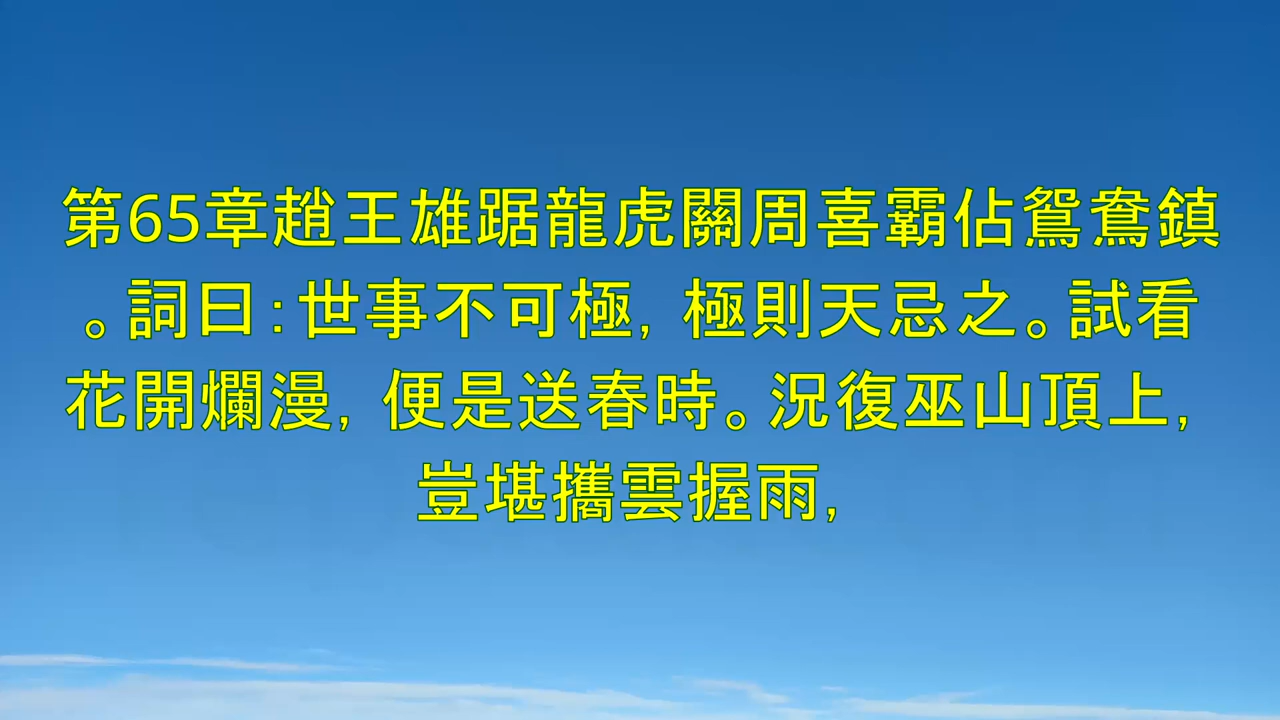 第65章趙王雄踞龍虎關周喜霸佔鴛鴦鎮
。詞曰：世事不可極，極則天忌之。試看
花開爛漫，便是送春時。況復巫山頂上，
豈堪攜雲握雨，